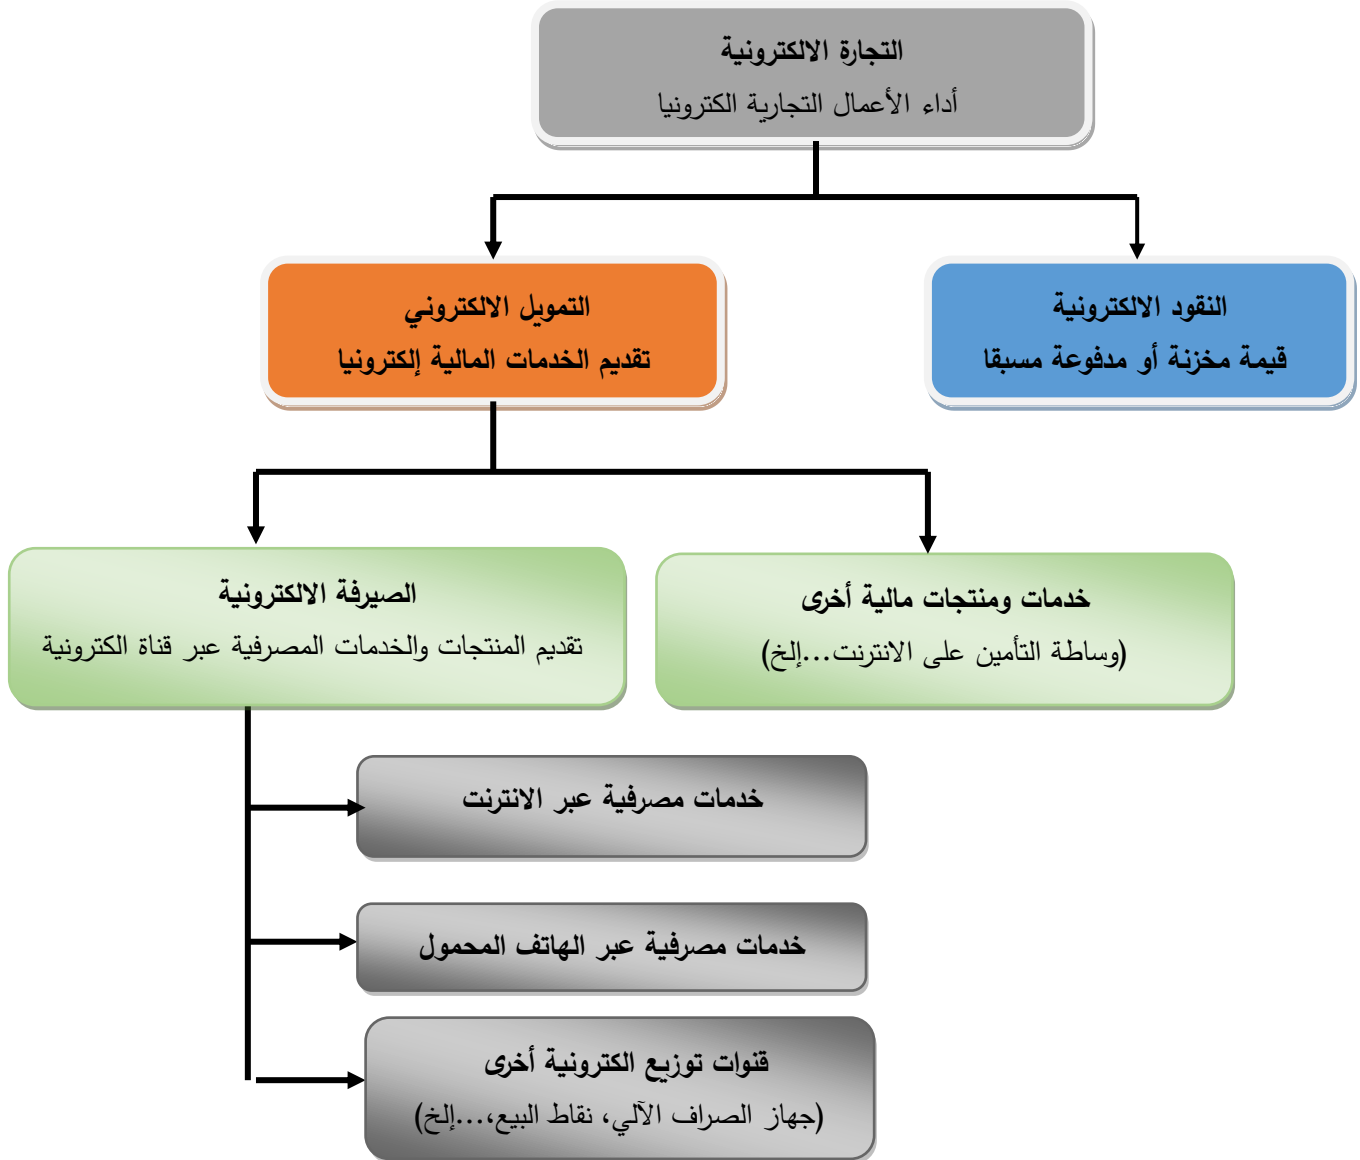 التجارة الالكترونية
أداء الأعمال التجارية الكترونيا
النقود الالكترونية
قيمة مخزنة أو مدفوعة مسبقا
التمويل الالكتروني
تقديم الخدمات المالية إلكترونيا
خدمات ومنتجات مالية أخرى
(وساطة التأمين على الانترنت...إلخ)
الصيرفة الالكترونية
تقديم المنتجات والخدمات المصرفية عبر قناة الكترونية
خدمات مصرفية عبر الانترنت
خدمات مصرفية عبر الهاتف المحمول
قنوات توزيع الكترونية أخرى
(جهاز الصراف الآلي، نقاط البيع،...إلخ)